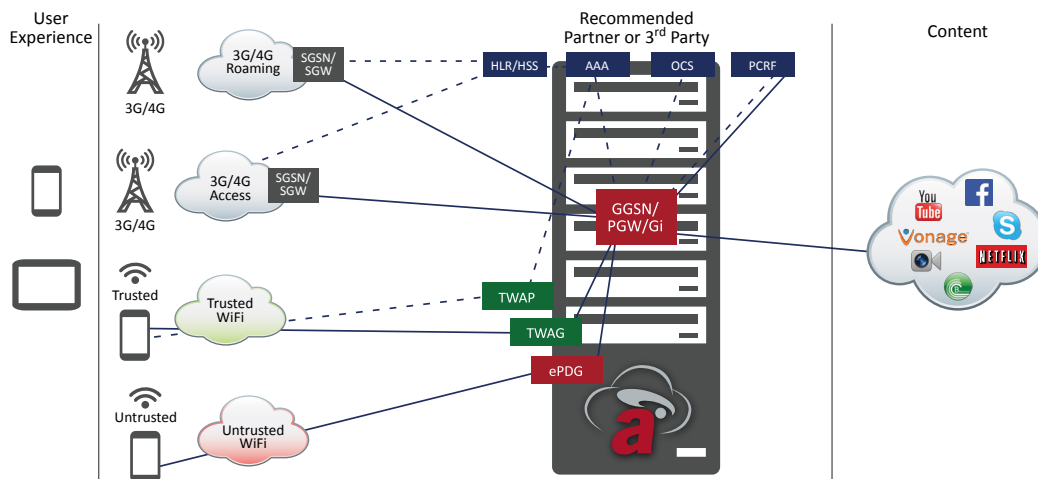 User
Experience
Recommended
Partner or 3rd Party
Content
3G/4G
3G/4G
Roaming
SGSN/
SGW
HLR/HSS
AAA
OCS
PCRF
3G/4G
3G/4G
Access
SGSN/
SGW
GGSN/
PGW/Gi
You
Tube
f
S
vonage
NETFLIX
Trusted
Trusted
WiFi
TWAP
TWAG
ePDG
a
Untrusted
Untrusted
WiFi